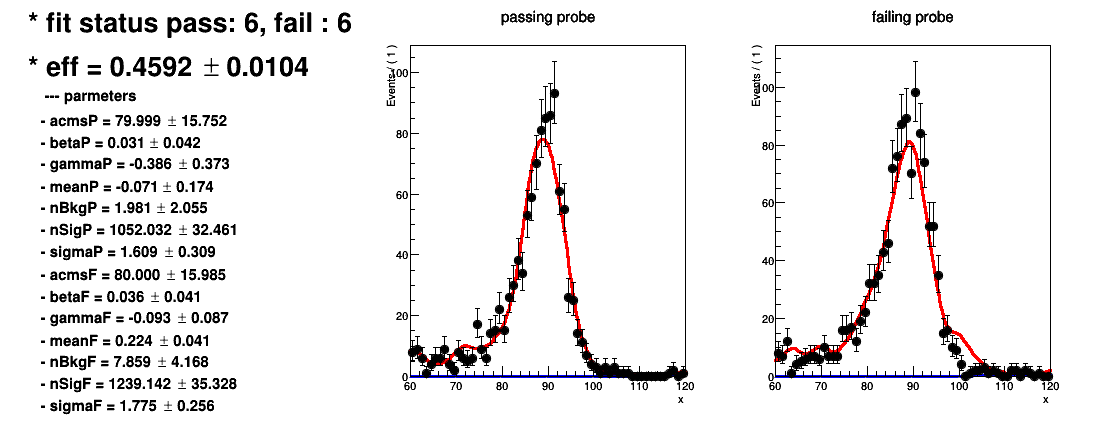 * fit status pass: 6, fail : 6
* eff = 0.4592 ± 0.0104
--- parmeters
- acmsP = 79.999 ± 15.752
- betaP = 0.031 ± 0.042
- gammaP = -0.386 ± 0.373
- meanP = -0.071 ± 0.174
- nBkgP = 1.981 ± 2.055
- nSigP = 1052.032 ± 32.461
- sigmaP = 1.609 ± 0.309
- acmsF = 80.000 ± 15.985
- betaF = 0.036 ± 0.041
- gammaF = -0.093 ± 0.087
- meanF = 0.224 ± 0.041
- nBkgF = 7.859 ± 4.168
- nSigF = 1239.142 ± 35.328
- sigmaF = 1.775 ± 0.256
passing probe
Events / ( 1 )
100
80
60
40
20
0
60 70 80 90 100 110 120
x
failing probe
Events / ( 1 )
100
80
60
40
20
0
60 70 80 90 100 110 120
x